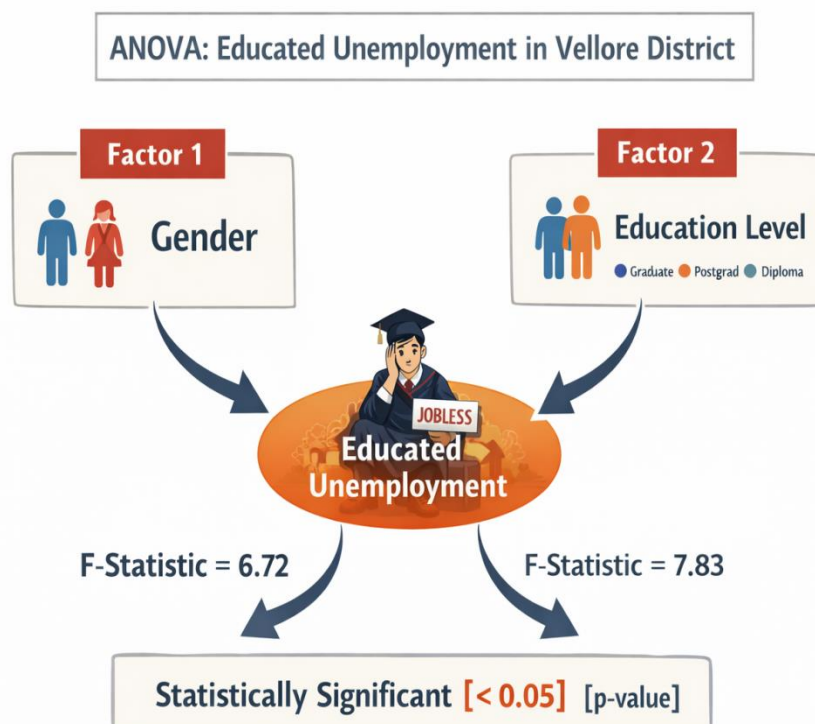 ANOVA: Educated Unemployment in Vellore District
Factor 1
Gender
Factor 2
Education Level
Graduate Postgrad Diploma
JOBLESS
Educated
Unemployment
F-Statistic = 6.72
F-Statistic = 7.83
Statistically Significant [< 0.05] [p-value]